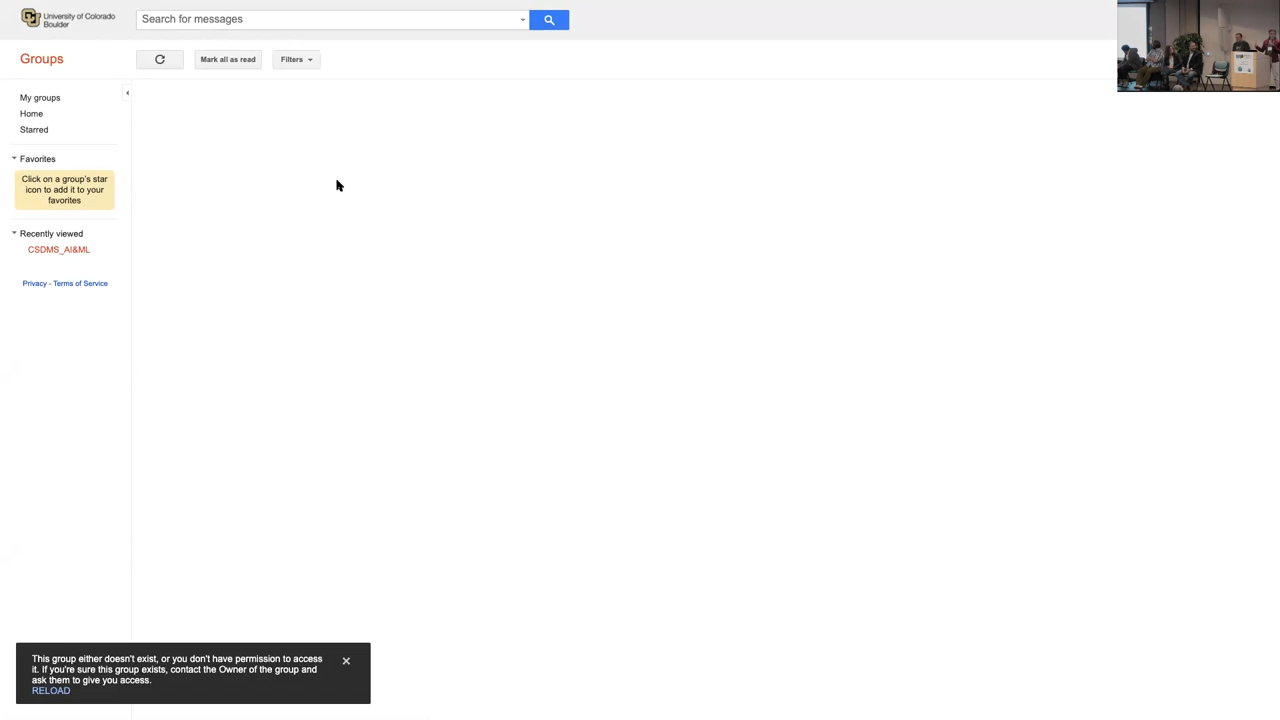 University of Colorado
Boulder
Search for messages
Groups
Mark all as read
Filters
My groups
Home
Starred
Favorites
Click on a group's star
icon to add it to your
favorites
Recently viewed
CSDMS_AI&ML
Privacy - Terms of Service
This group either doesn't exist, or you don't have permission to access
it. If you're sure this group exists, contact the Owner of the group and
ask them to give you access.
RELOAD